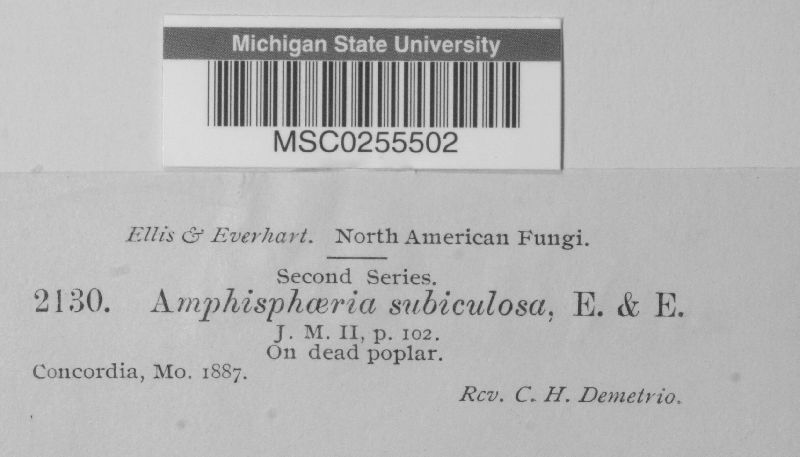 Michigan State University
MSC0255502
Ellis & Everhart. North American Fungi.
Second Series.
2130. Amphisphæria subiculosa, E. & E.
J. M. II, p. 102.
On dead poplar.
Concordia, Mo. 1887.
Rev. C. H. Demetrio.